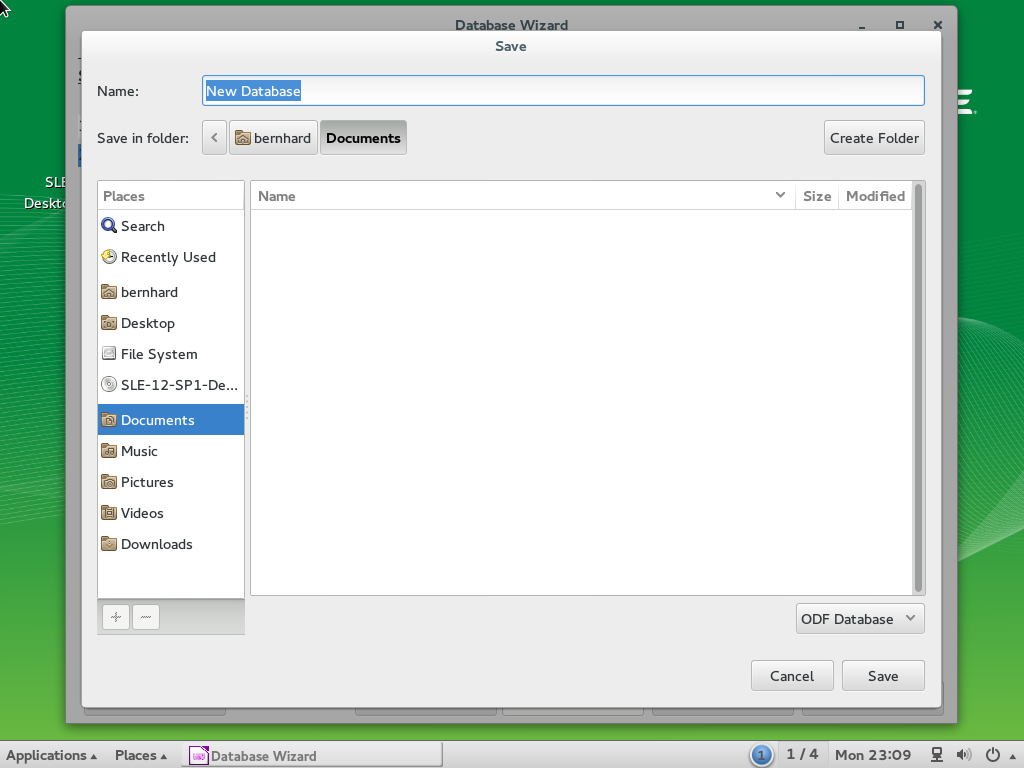 Database Wizard
Save
Name:
New Database
Save in folder:
bernhard
Documents
Create Folder
SLE
Deskto
Places
Name
Size
Modified
Search
Recently Used
bernhard
Desktop
File System
SLE-12-SP1-De...
Documents
Music
Pictures
Videos
Downloads
ODF Database
Cancel
Save
Applications
Places
Database Wizard
1
1 / 4
Mon 23:09